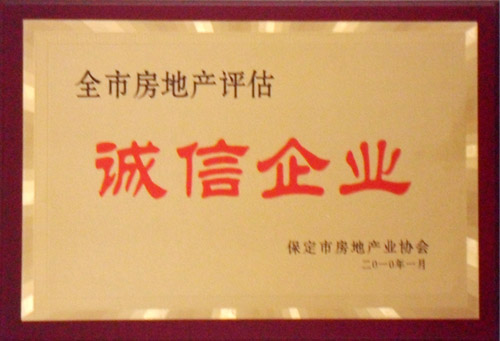 全市房地产评估
诚信企业
保定市房地产业协会
二〇一〇年一月